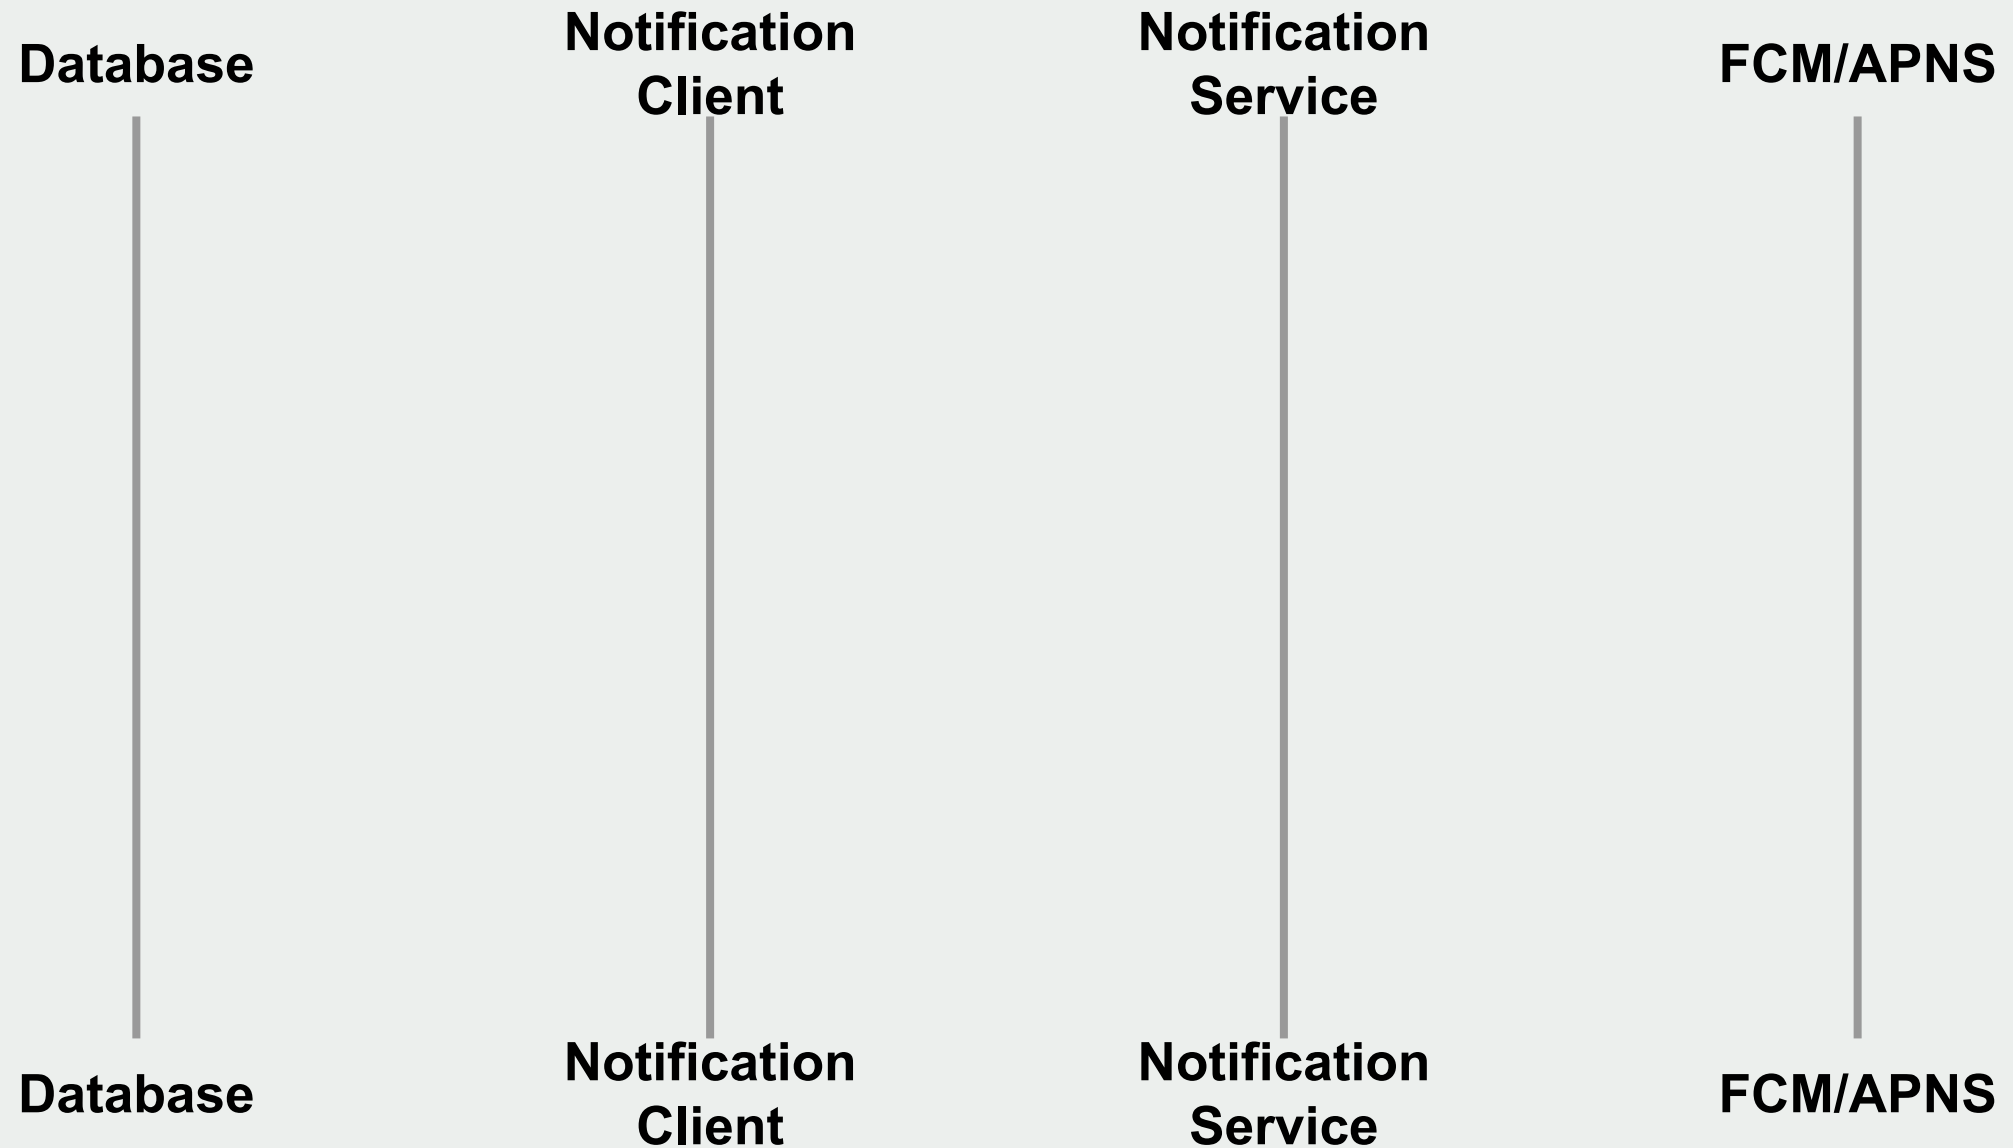 Database
Notification
Client
Notification
Service
FCM/APNS
Database
Notification
Client
Notification
Service
FCM/APNS